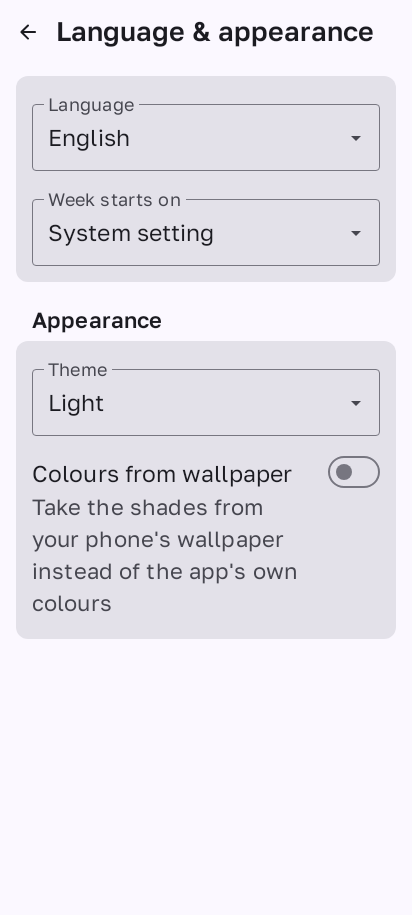 Language & appearance
Language
English
Week starts on
System setting
Appearance
Theme
Light
Colours from wallpaper
Take the shades from
your phone's wallpaper
instead of the app's own
colours